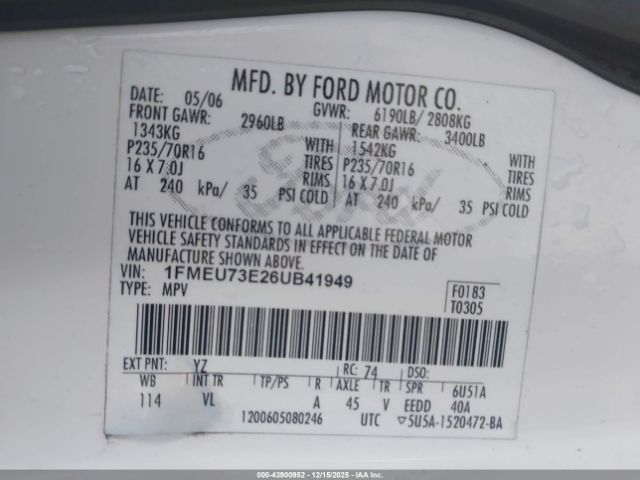 MFD. BY FORD MOTOR CO.
DATE: 05/06 GVWR: 6190LB/ 2808KG
FRONT GAWR: 2960LB REAR GAWR: 3400LB
1343KG WITH 1542KG WITH
P235/70R16 TIRES P235/70R16 TIRES
16 X 7.0J RIMS 16 X 7.0J RIMS
AT 240 kPa/ 35 PSI COLD AT 240 kPa/ 35 PSI COLD
THIS VEHICLE CONFORMS TO ALL APPLICABLE FEDERAL MOTOR
VEHICLE SAFETY STANDARDS IN EFFECT ON THE DATE OF
MANUFACTURE SHOWN ABOVE.
VIN: 1FMEU73E26UB41949 F0183
TYPE: MPV T0305
EXT PNT: YZ RC: 74 DSO:
WB INT TR TP/PS R AXLE TR SPR 6U51A
114 VL A 45 V EEDD 40A
1200605080246 UTC ▽5U5A-1520472-BA
000-43900952 - 12/15/2025 - COPART